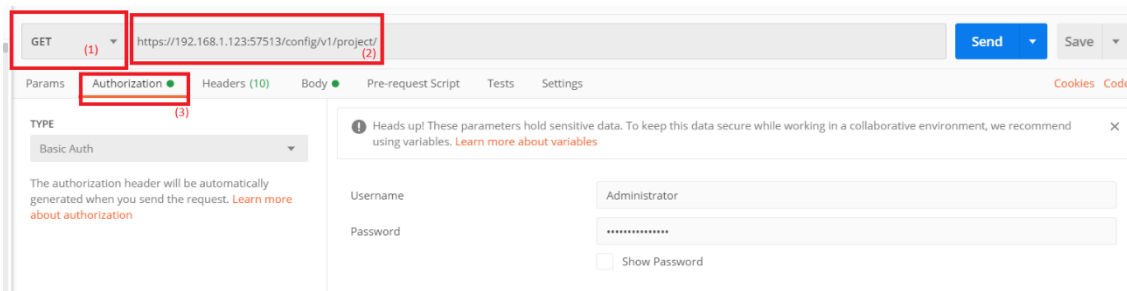 GET (1) https://192.168.1.123:57513/config/v1/project/ (2) Send Save
Params Authorization Headers (10) Body Pre-request Script Tests Settings Cookies Code
(3)
TYPE
Basic Auth
The authorization header will be automatically
generated when you send the request. Learn more
about authorization
Heads up! These parameters hold sensitive data. To keep this data secure while working in a collaborative environment, we recommend
using variables. Learn more about variables
Username Administrator
Password •••••••••••••••
Show Password